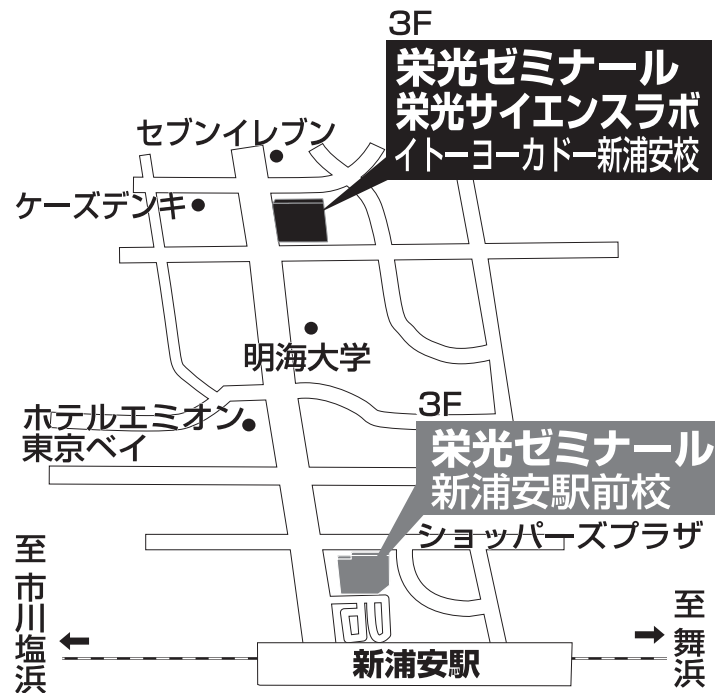 3F
栄光ゼミナール
栄光サイエンスラボ
イトーヨーカドー新浦安校
セブンイレブン
ケーズデンキ
明海大学
ホテルエミオン
東京ベイ
3F
栄光ゼミナール
新浦安駅前校
ショッパーズプラザ
至 市川塩浜
至 舞浜
新浦安駅